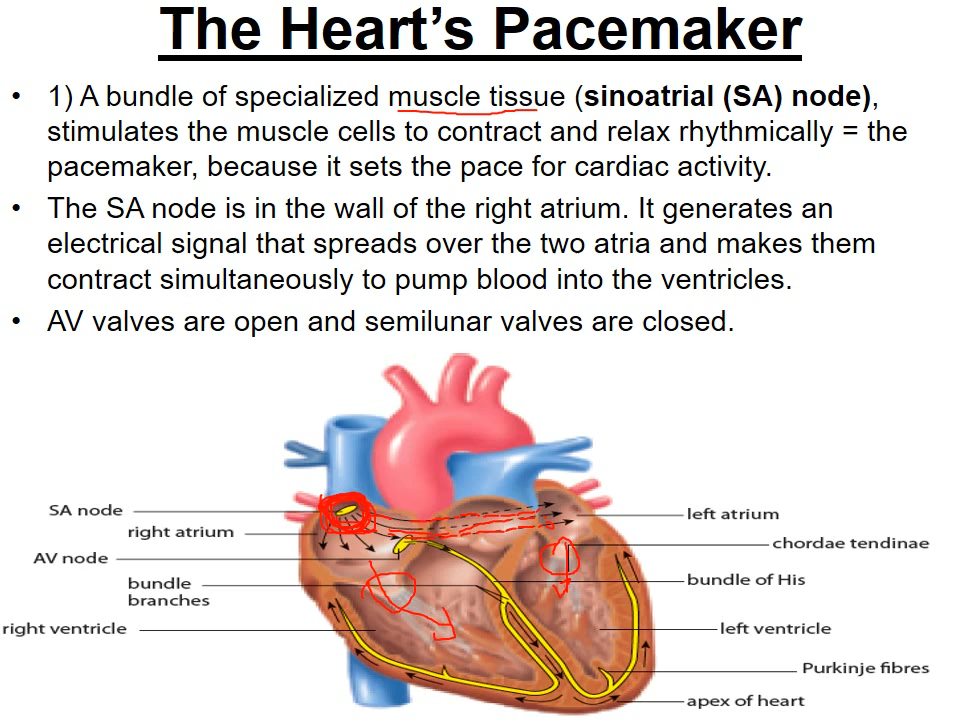 The Heart's Pacemaker
• 1) A bundle of specialized muscle tissue (sinoatrial (SA) node),
stimulates the muscle cells to contract and relax rhythmically = the
pacemaker, because it sets the pace for cardiac activity.
• The SA node is in the wall of the right atrium. It generates an
electrical signal that spreads over the two atria and makes them
contract simultaneously to pump blood into the ventricles.
• AV valves are open and semilunar valves are closed.
SA node
right atrium
AV node
bundle
branches
right ventricle
left atrium
chordae tendinae
bundle of His
left ventricle
Purkinje fibres
apex of heart